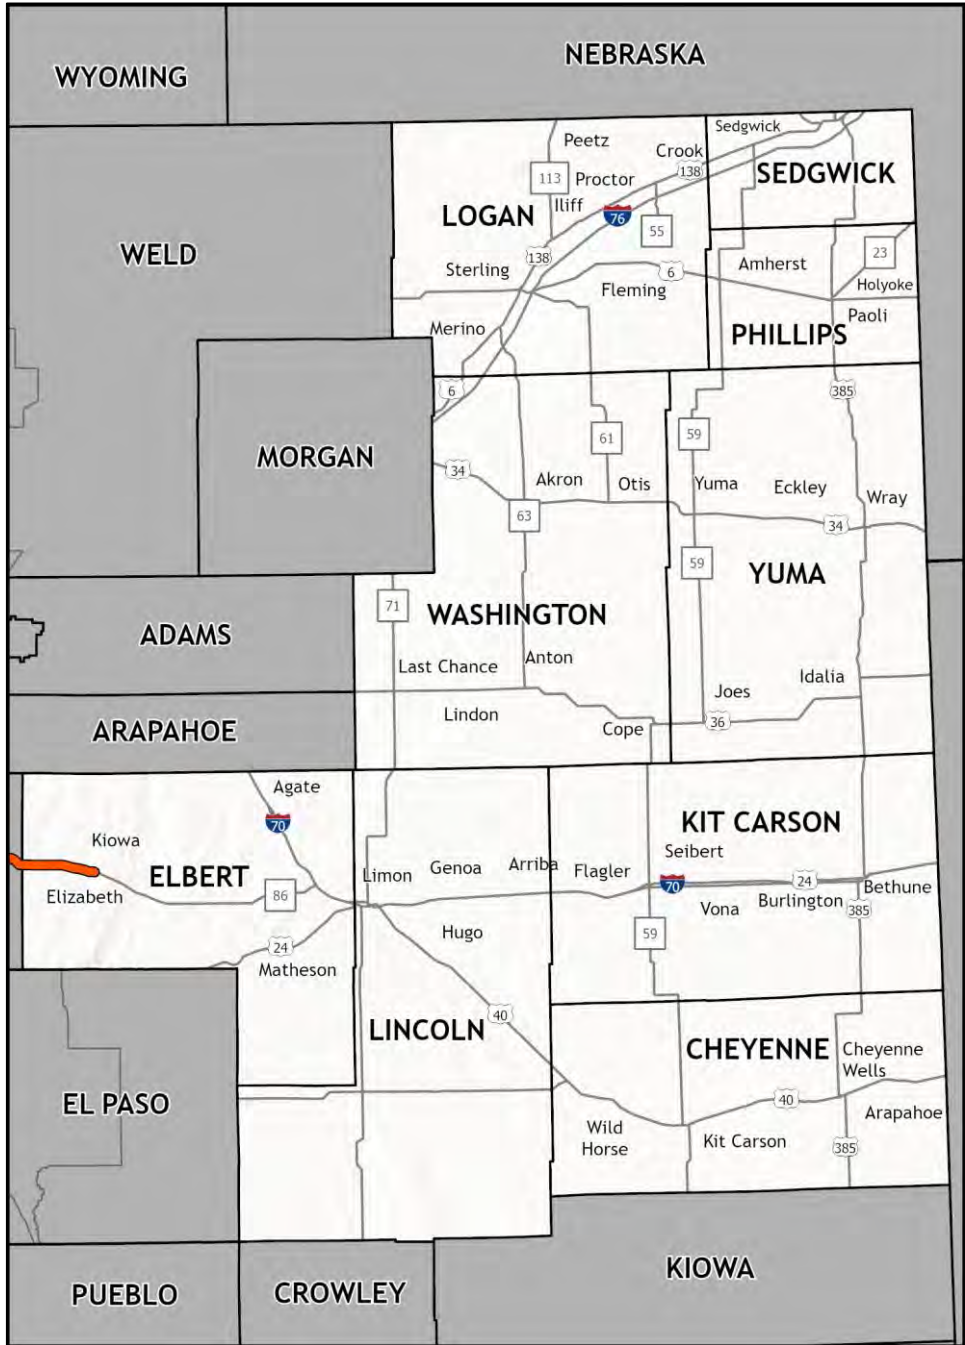 NEBRASKA
WYOMING
Sedgwick
Peetz
Crook
138
SEDGWICK
113
Proctor
Iliff
LOGAN
76
55
WELD
138
23
Sterling
6
Amherst
Fleming
Holyoke
Merino
Paoli
PHILLIPS
6
385
59
61
MORGAN
34
Akron
Otis
Yuma
Eckley
Wray
63
34
59
YUMA
71
WASHINGTON
ADAMS
Last Chance
Anton
Idalia
Joes
Lindon
Cope
36
ARAPAHOE
Agate
70
KIT CARSON
Kiowa
Seibert
ELBERT
Limon
Genoa
Arriba
Flagler
70
24
Bethune
Elizabeth
86
Vona
Burlington
385
Hugo
59
24
Matheson
40
LINCOLN
CHEYENNE
Cheyenne
Wells
EL PASO
40
Arapahoe
Wild
Horse
Kit Carson
385
KIOWA
PUEBLO
CROWLEY